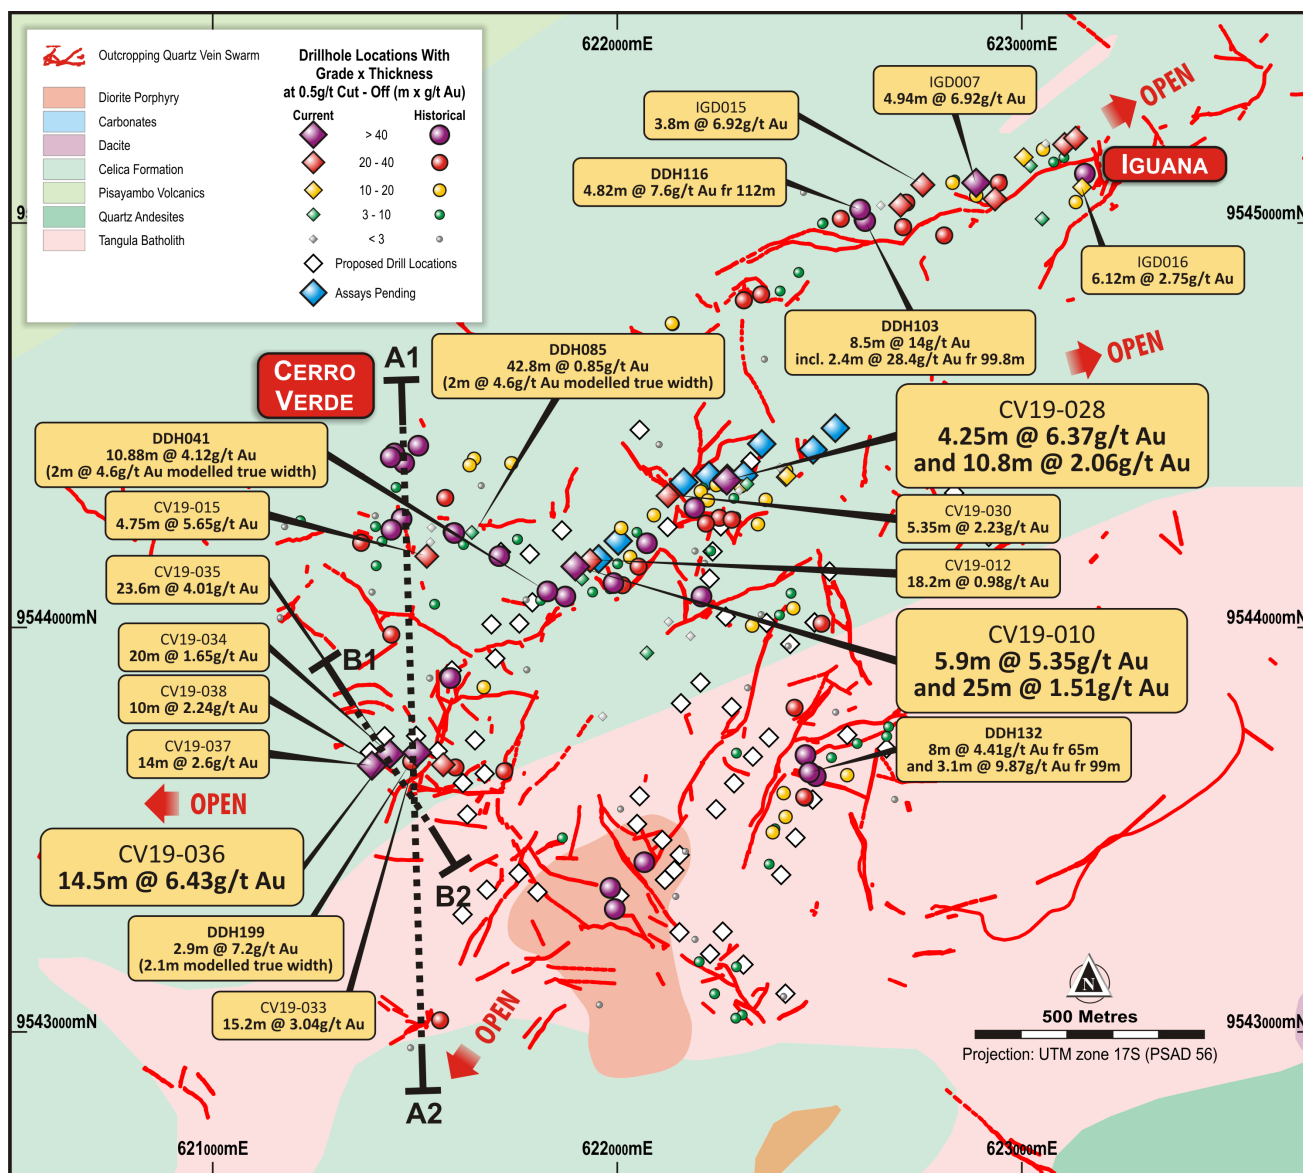 622000mE
623000mE
Outcropping Quartz Vein Swarm
Diorite Porphyry
Carbonates
Dacite
Celica Formation
Pisayambo Volcanics
Quartz Andesites
Tangula Batholith
Drillhole Locations With
Grade x Thickness
at 0.5g/t Cut - Off (m x g/t Au)
Current
Historical
> 40
20 - 40
10 - 20
3 - 10
< 3
Proposed Drill Locations
Assays Pending
IGD007
4.94m @ 6.92g/t Au
OPEN
IGD015
3.8m @ 6.92g/t Au
IGUANA
DDH116
4.82m @ 7.6g/t Au fr 112m
9545000mN
IGD016
6.12m @ 2.75g/t Au
DDH103
8.5m @ 14g/t Au
incl. 2.4m @ 28.4g/t Au fr 99.8m
OPEN
A1
CERRO
VERDE
DDH085
42.8m @ 0.85g/t Au
(2m @ 4.6g/t Au modelled true width)
CV19-028
4.25m @ 6.37g/t Au
and 10.8m @ 2.06g/t Au
DDH041
10.88m @ 4.12g/t Au
(2m @ 4.6g/t Au modelled true width)
CV19-015
4.75m @ 5.65g/t Au
CV19-030
5.35m @ 2.23g/t Au
CV19-035
23.6m @ 4.01g/t Au
CV19-012
18.2m @ 0.98g/t Au
9544000mN
9544000mN
CV19-034
20m @ 1.65g/t Au
B1
CV19-010
5.9m @ 5.35g/t Au
and 25m @ 1.51g/t Au
CV19-038
10m @ 2.24g/t Au
CV19-037
14m @ 2.6g/t Au
DDH132
8m @ 4.41g/t Au fr 65m
and 3.1m @ 9.87g/t Au fr 99m
OPEN
CV19-036
14.5m @ 6.43g/t Au
B2
DDH199
2.9m @ 7.2g/t Au
(2.1m modelled true width)
CV19-033
15.2m @ 3.04g/t Au
OPEN
N
500 Metres
Projection: UTM zone 17S (PSAD 56)
9543000mN
9543000mN
A2
621000mE
622000mE
623000mE